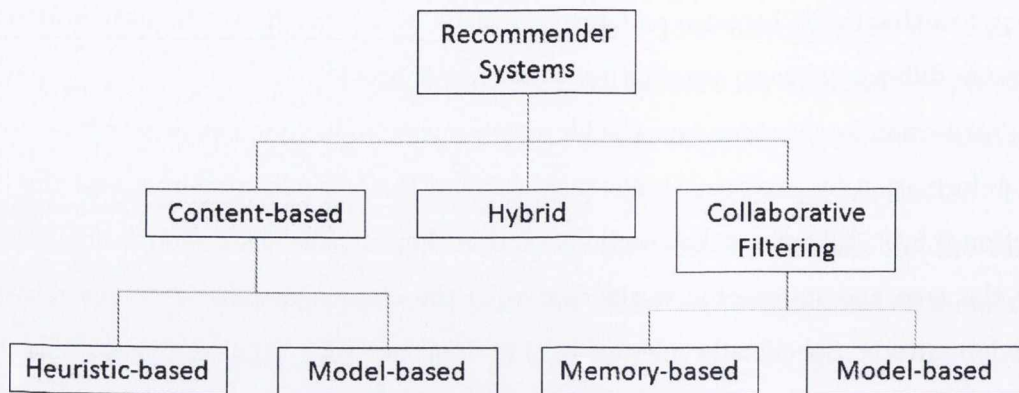 Recommender
Systems
Content-based
Hybrid
Collaborative
Filtering
Heuristic-based
Model-based
Memory-based
Model-based